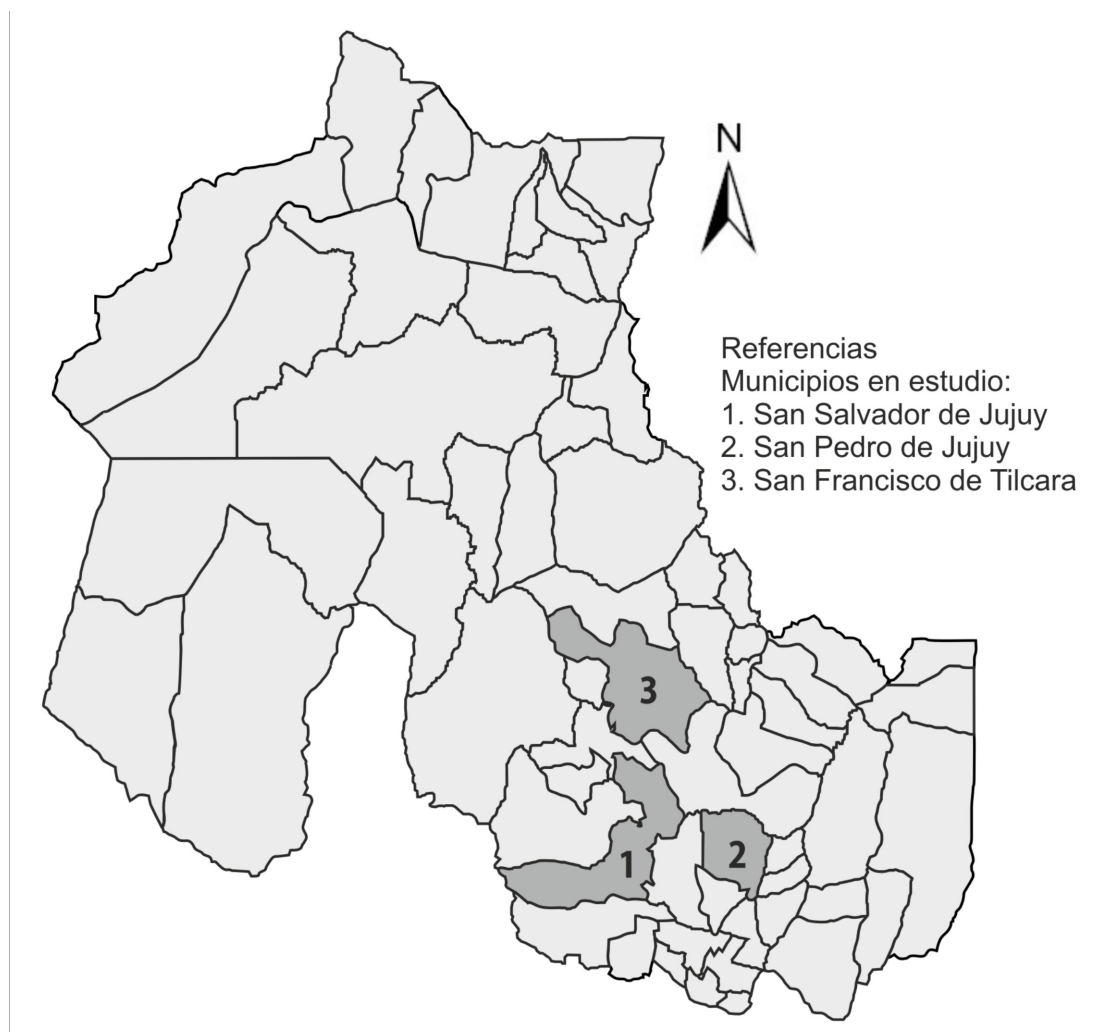 N
Referencias
Municipios en estudio:
1. San Salvador de Jujuy
2. San Pedro de Jujuy
3. San Francisco de Tilcara
3
1
2